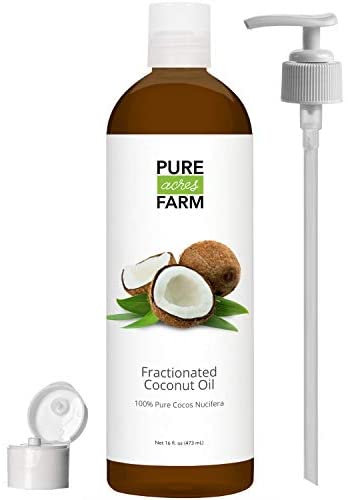 PURE
acres
FARM
Fractionated
Coconut Oil
100% Pure Cocos Nucifera
Net 16 fl. oz (473 mL)